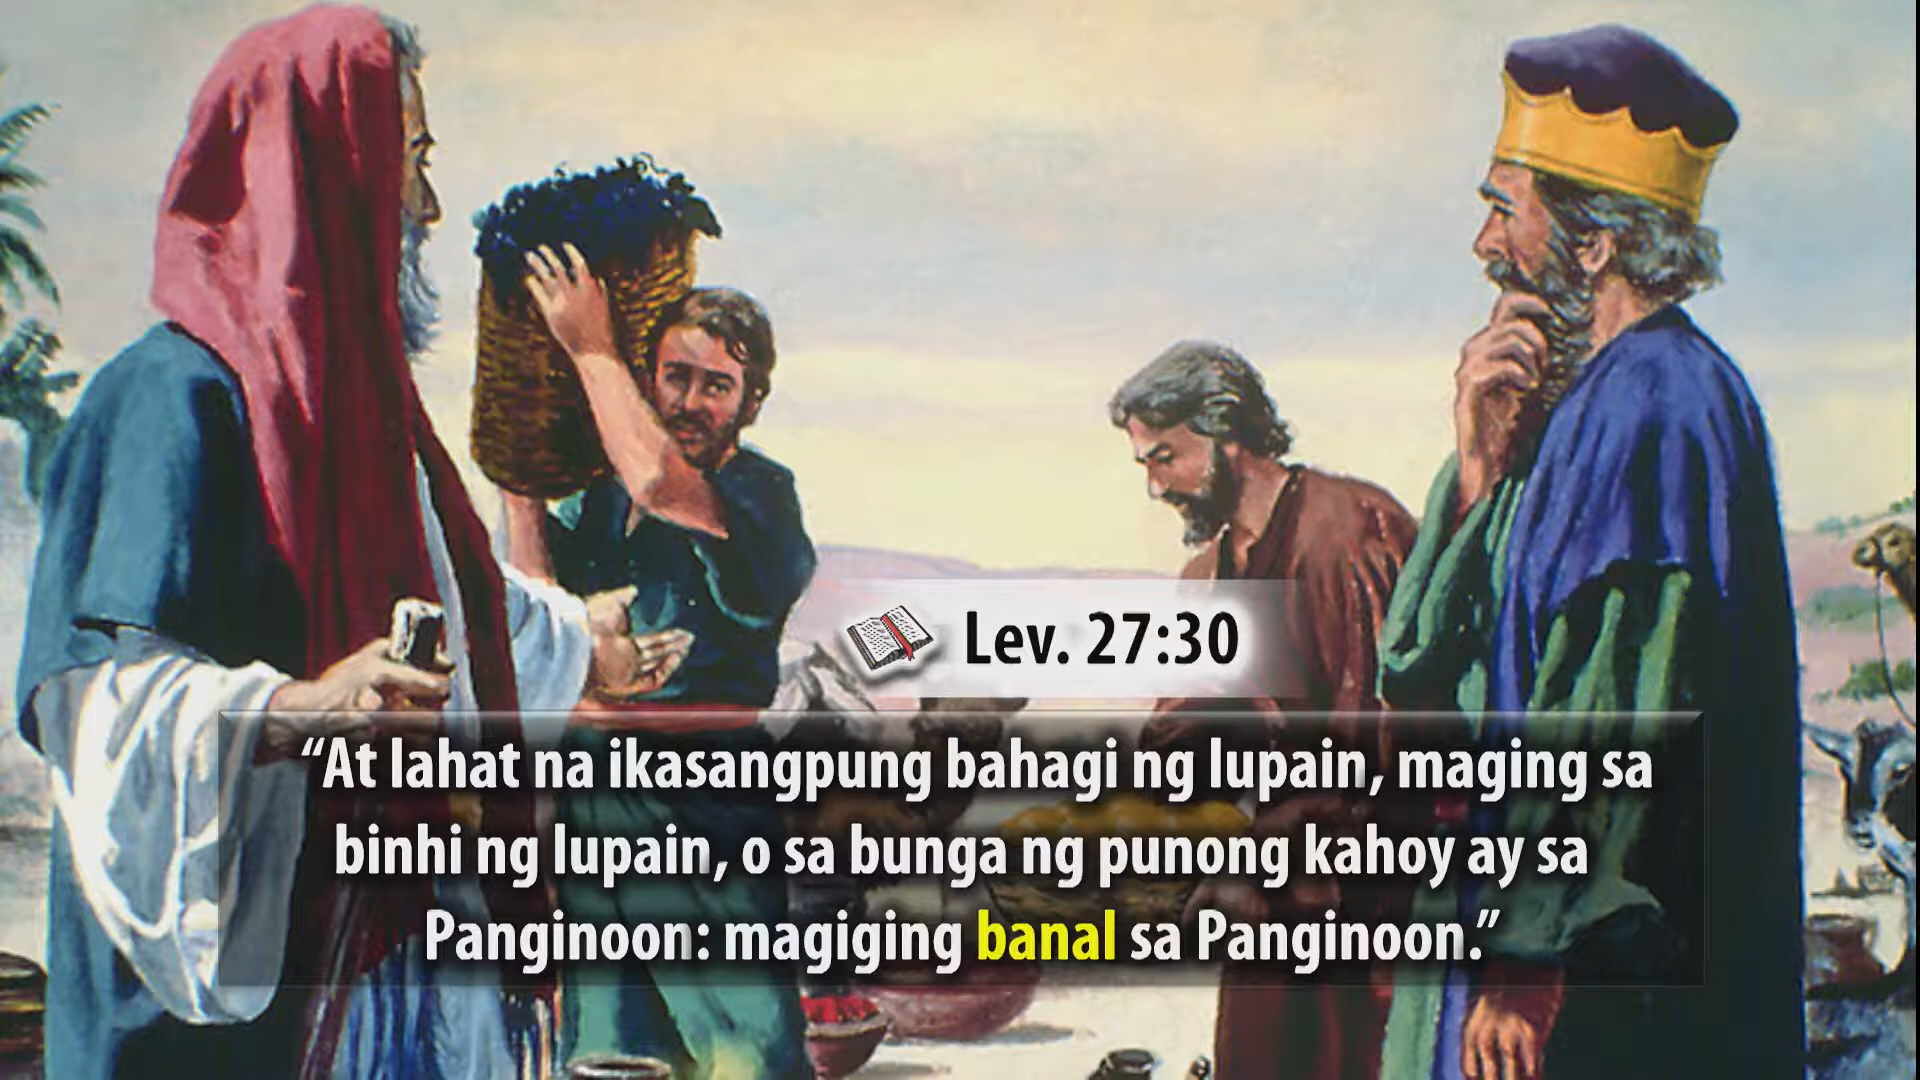 Lev. 27:30
“At lahat na ikasangpung bahagi ng lupain, maging sa
binhi ng lupain, o sa bunga ng punong kahoy ay sa
Panginoon: magiging banal sa Panginoon.”